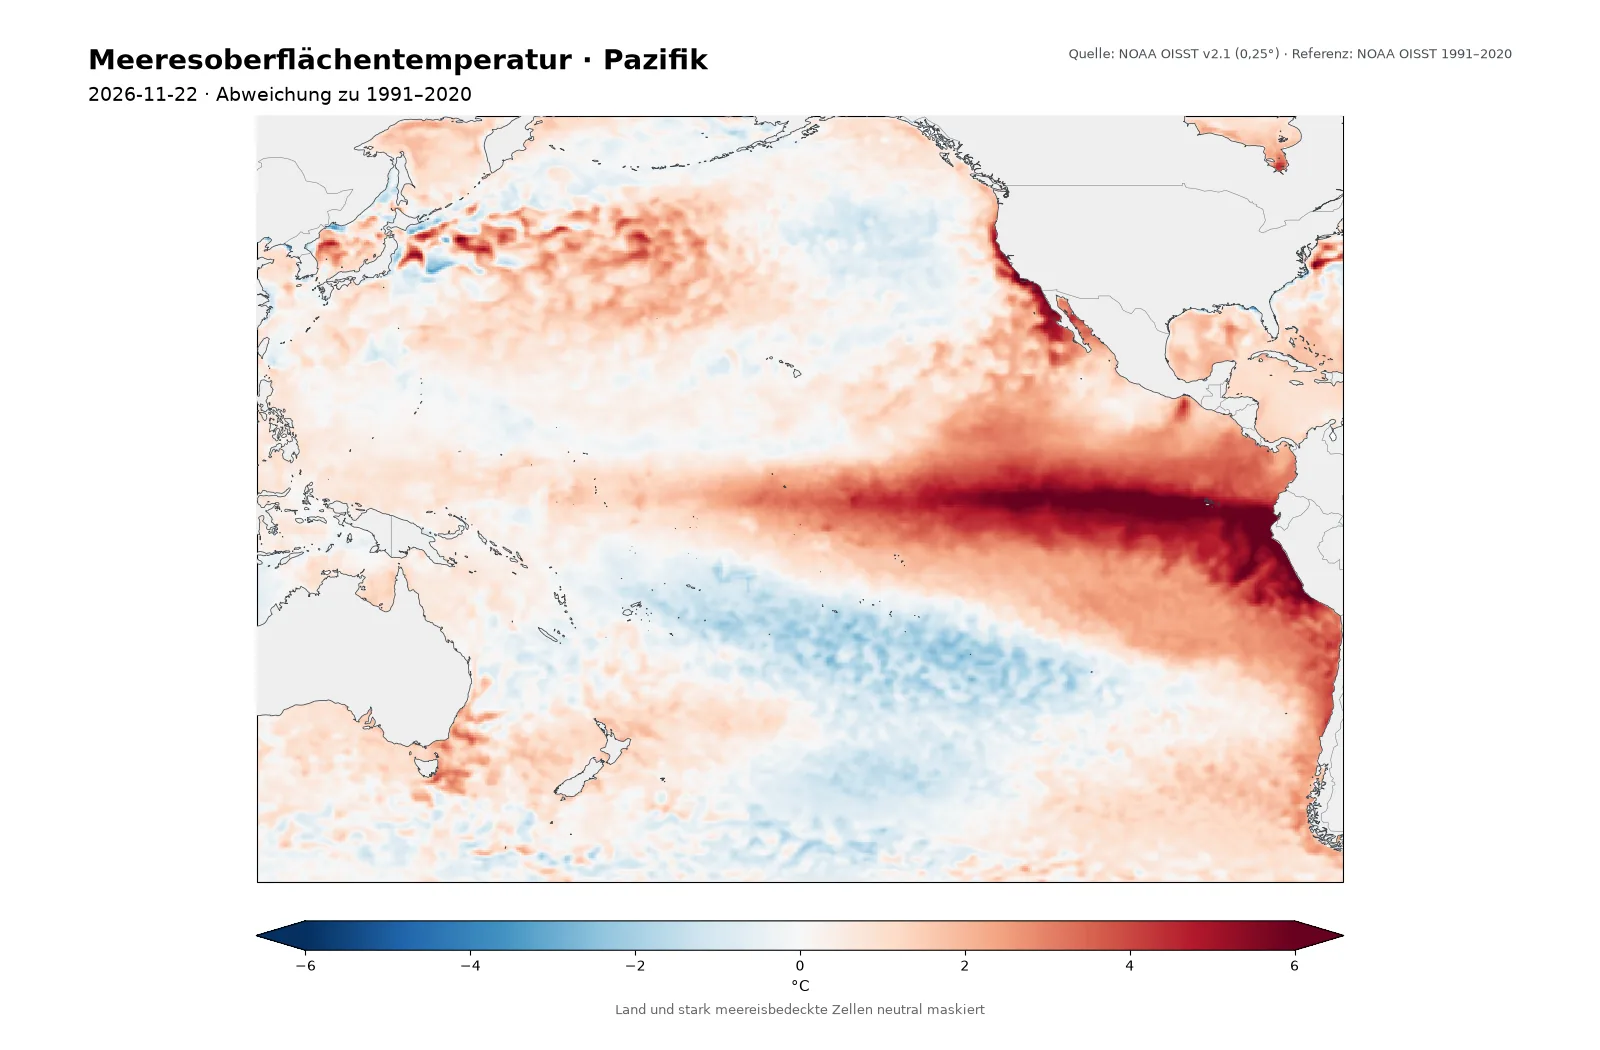 Meeresoberflächentemperatur · Pazifik
Quelle: NOAA OISST v2.1 (0,25°) · Referenz: NOAA OISST 1991–2020
2026-11-22 · Abweichung zu 1991–2020
−6 −4 −2 0 2 4 6
°C
Land und stark meereisbedeckte Zellen neutral maskiert